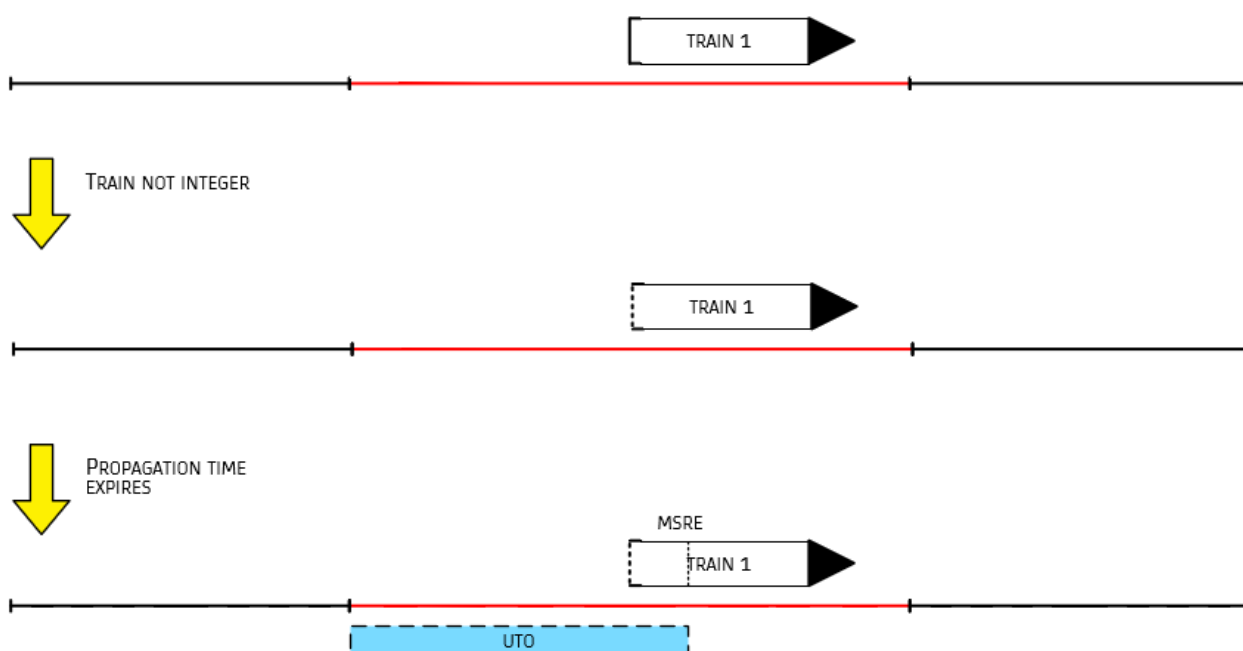 TRAIN 1
TRAIN NOT INTEGER
TRAIN 1
PROPAGATION TIME
EXPIRES
MSRE
TRAIN 1
UTO